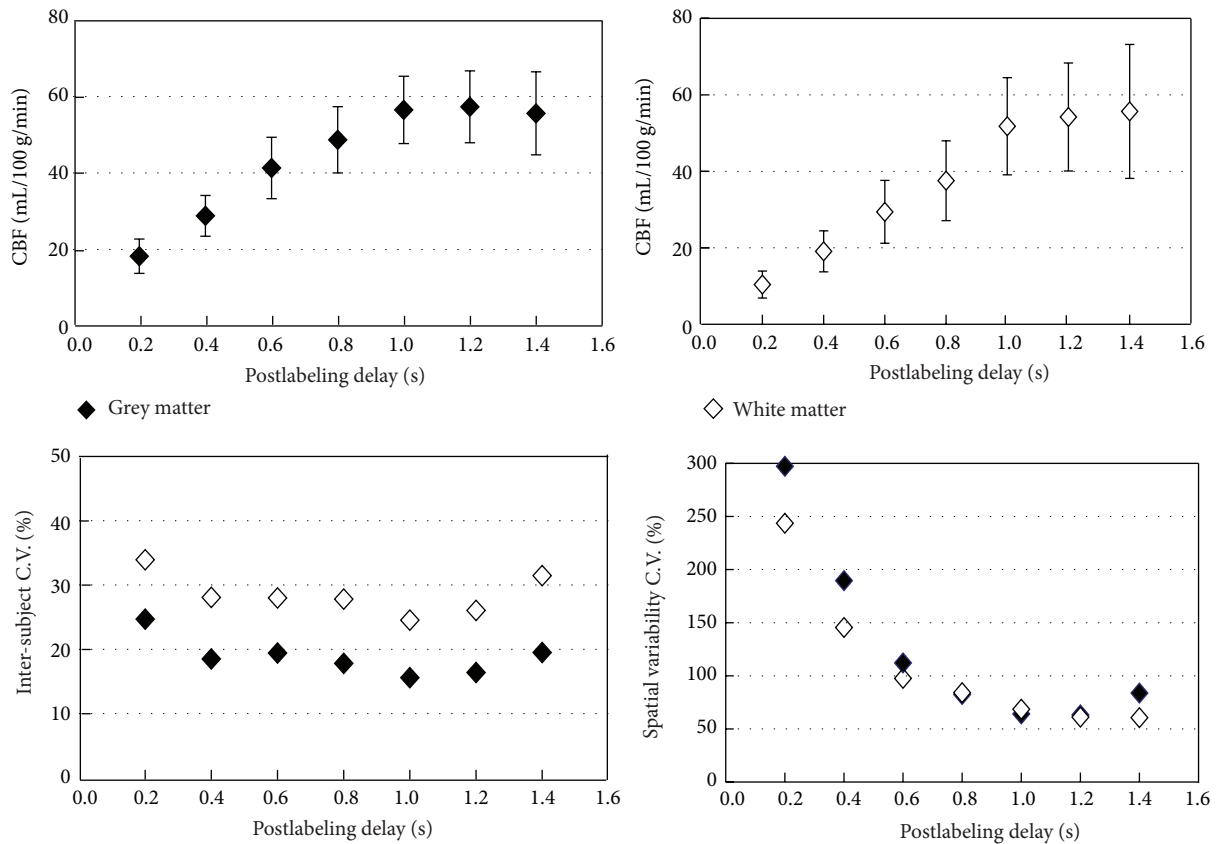 80
60
40
20
0
CBF (mL/100 g/min)
0.0 0.2 0.4 0.6 0.8 1.0 1.2 1.4 1.6
Postlabeling delay (s)
Grey matter
80
60
40
20
0
CBF (mL/100 g/min)
0.0 0.2 0.4 0.6 0.8 1.0 1.2 1.4 1.6
Postlabeling delay (s)
White matter
50
40
30
20
10
0
Inter-subject C.V. (%)
0.0 0.2 0.4 0.6 0.8 1.0 1.2 1.4 1.6
Postlabeling delay (s)
300
250
200
150
100
50
0
Spatial variability C.V. (%)
0.0 0.2 0.4 0.6 0.8 1.0 1.2 1.4 1.6
Postlabeling delay (s)